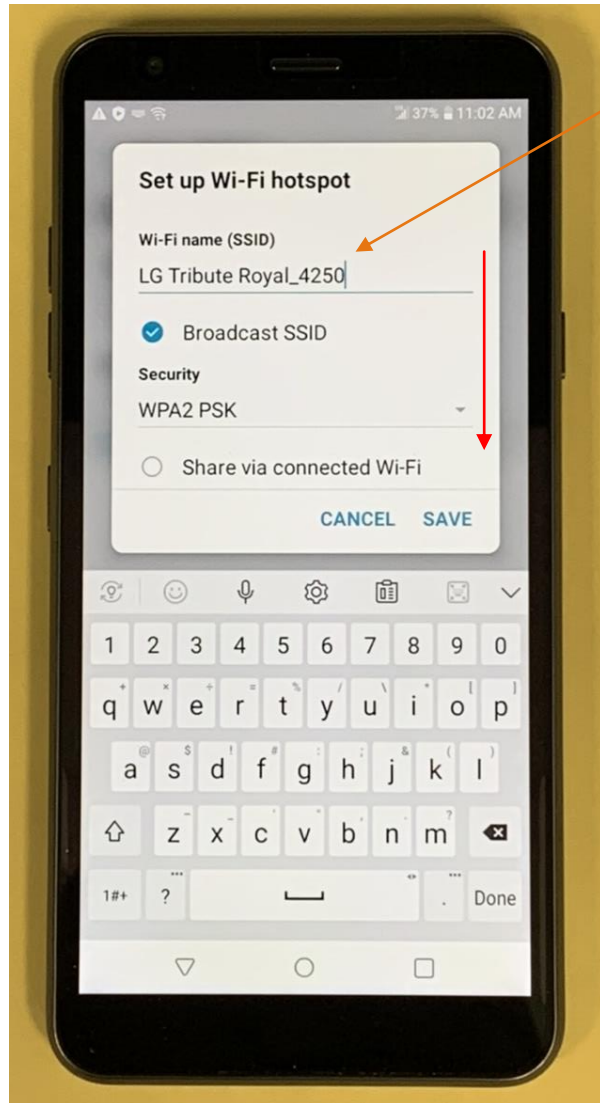 37% 11:02 AM
Set up Wi-Fi hotspot
Wi-Fi name (SSID)
LG Tribute Royal_4250
Broadcast SSID
Security
WPA2 PSK
Share via connected Wi-Fi
CANCEL SAVE
1 2 3 4 5 6 7 8 9 0
q w e r t y u i o p
a s d f g h j k l
z x c v b n m
1#+ ? . Done